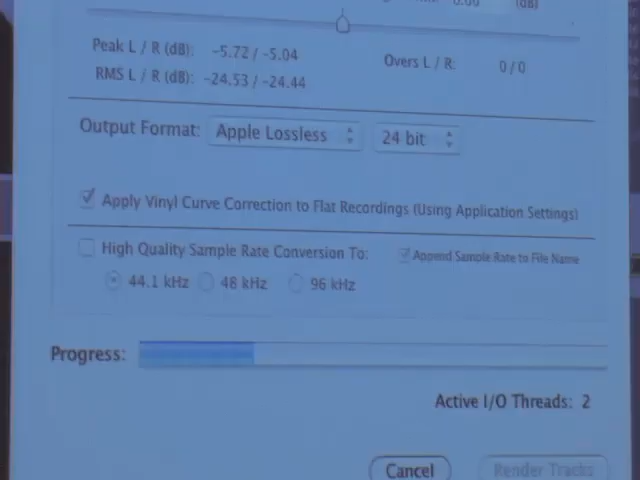 0.00 (dB)
Peak L / R (dB): -5.72 / -5.04
Overs L / R: 0 / 0
RMS L / R (dB): -24.53 / -24.44
Output Format: Apple Lossless 24 bit
Apply Vinyl Curve Correction to Flat Recordings (Using Application Settings)
High Quality Sample Rate Conversion To: Append Sample Rate to File Name
44.1 kHz 48 kHz 96 kHz
Progress:
Active I/O Threads: 2
Cancel Render Tracks